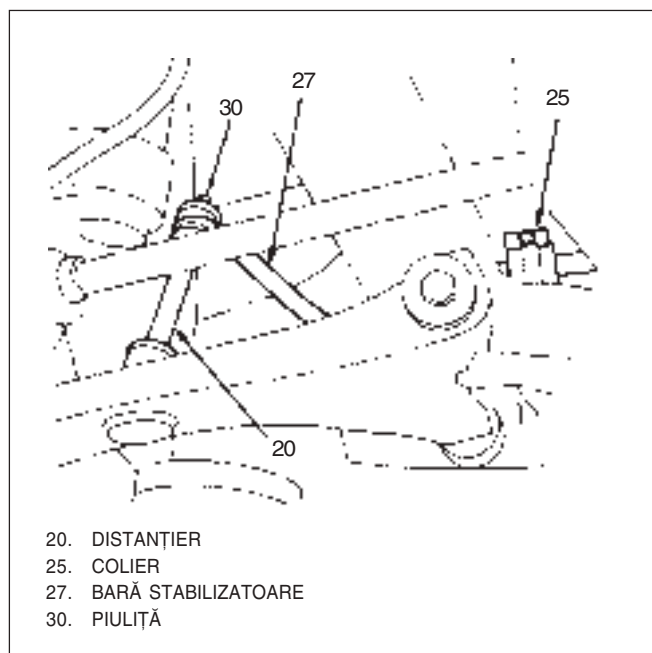 27
30
25
20
20. DISTANȚIER
25. COLIER
27. BARĂ STABILIZATOARE
30. PIULIȚĂ